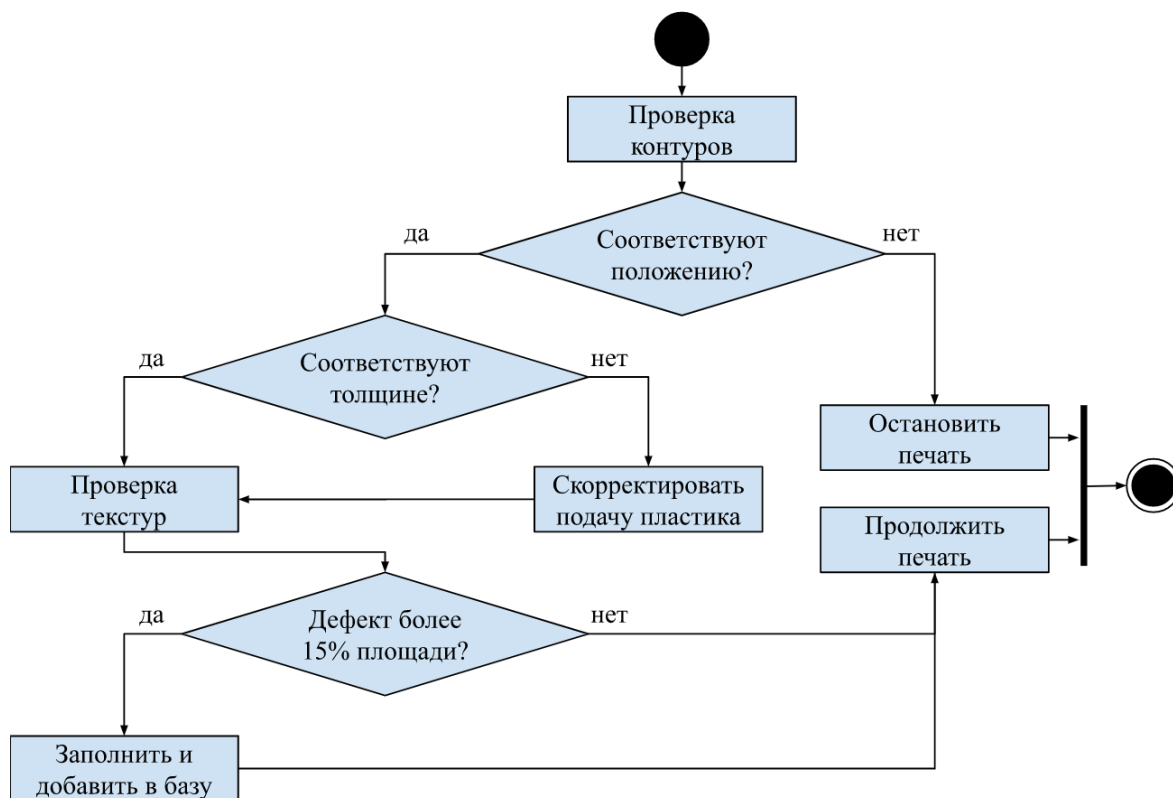 Проверка
контуров
да
Соответствуют
положению?
нет
да
Соответствуют
толщине?
нет
Остановить
печать
Проверка
текстур
Скорректировать
подачу пластика
Продолжить
печать
да
Дефект более
15% площади?
нет
Заполнить и
добавить в базу